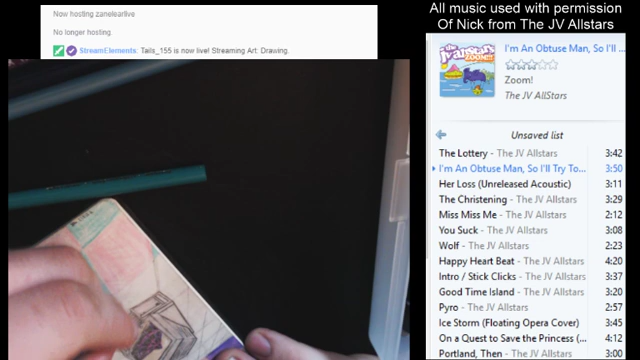 Now hosting zanelearlive
No longer hosting
StreamElements: Tails_155 is now live! Streaming Art: Drawing.
All music used with permission
Of Nick from The JV Allstars
I'm An Obtuse Man, So I'll ...
Zoom!
The JV AllStars
Unsaved list
The Lottery - The JV Allstars 3:42
I'm An Obtuse Man, So I'll Try To... 3:50
Her Loss (Unreleased Acoustic) 3:11
The Christening - The JV Allstars 3:29
Miss Miss Me - The JV Allstars 2:12
You Suck - The JV Allstars 3:08
Wolf - The JV Allstars 2:23
Happy Heart Beat - The JV Allstars 4:20
Intro / Stick Clicks - The JV Allstars 3:37
Good Time Island - The JV Allstars 3:20
Pyro - The JV Allstars 2:57
Ice Storm (Floating Opera Cover) 3:45
On a Quest to Save the Princess (... 4:12
Portland, Then - The JV Allstars 3:00